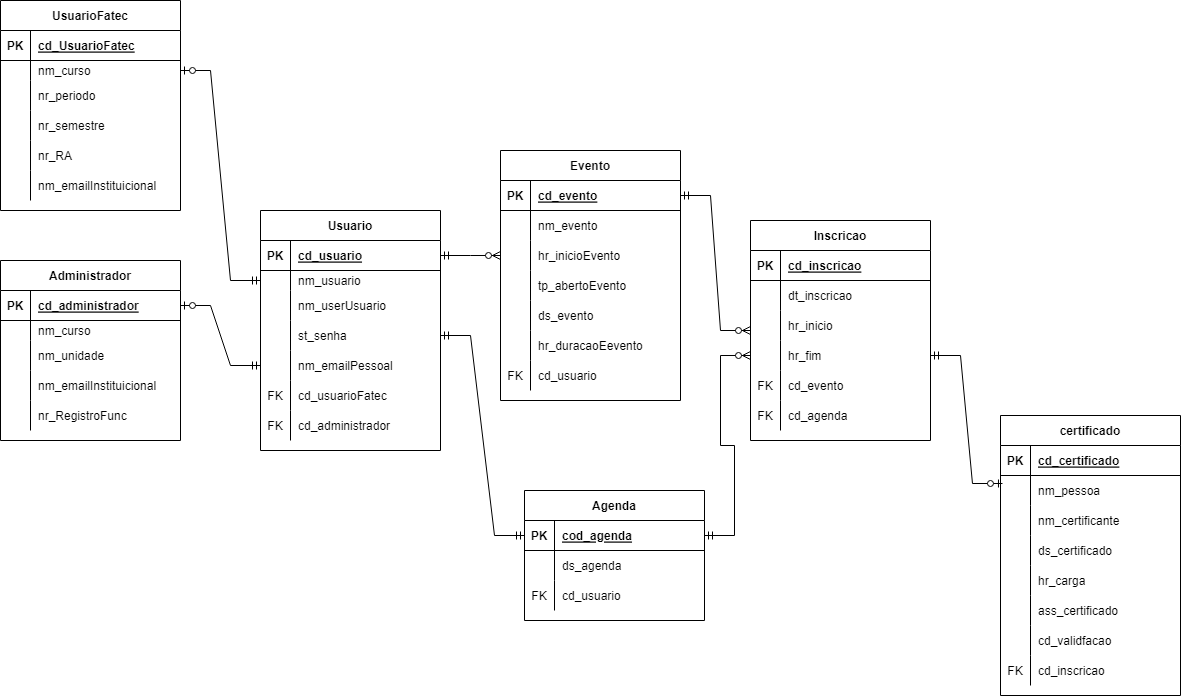 UsuarioFatec
PK cd_UsuarioFatec
nm_curso
nr_periodo
nr_semestre
nr_RA
nm_emailInstituicional
Administrador
PK cd_administrador
nm_curso
nm_unidade
nm_emailInstituicional
nr_RegistroFunc
Usuario
PK cd_usuario
nm_usuario
nm_userUsuario
st_senha
nm_emailPessoal
FK cd_usuarioFatec
FK cd_administrador
Evento
PK cd_evento
nm_evento
hr_inicioEvento
tp_abertoEvento
ds_evento
hr_duracaoEevento
FK cd_usuario
Agenda
PK cod_agenda
ds_agenda
FK cd_usuario
Inscricao
PK cd_inscricao
dt_inscricao
hr_inicio
hr_fim
FK cd_evento
FK cd_agenda
certificado
PK cd_certificado
nm_pessoa
nm_certificante
ds_certificado
hr_carga
ass_certificado
cd_validfacao
FK cd_inscricao